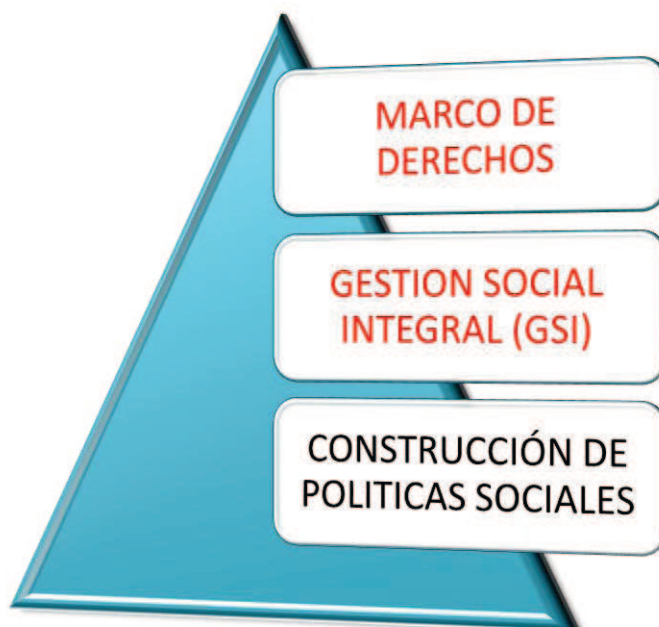 MARCO DE
DERECHOS
GESTION SOCIAL
INTEGRAL (GSI)
CONSTRUCCIÓN DE
POLITICAS SOCIALES